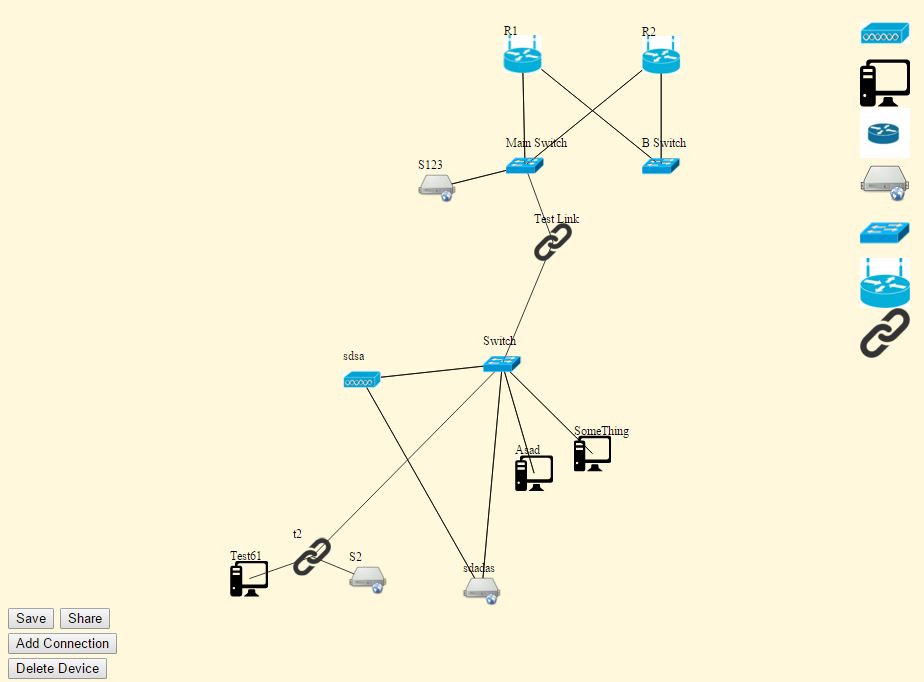 R1
R2
Main Switch
B Switch
S123
Test Link
Switch
sdsa
SomeThing
Asad
t2
Test61
S2
sdadas
Save
Share
Add Connection
Delete Device